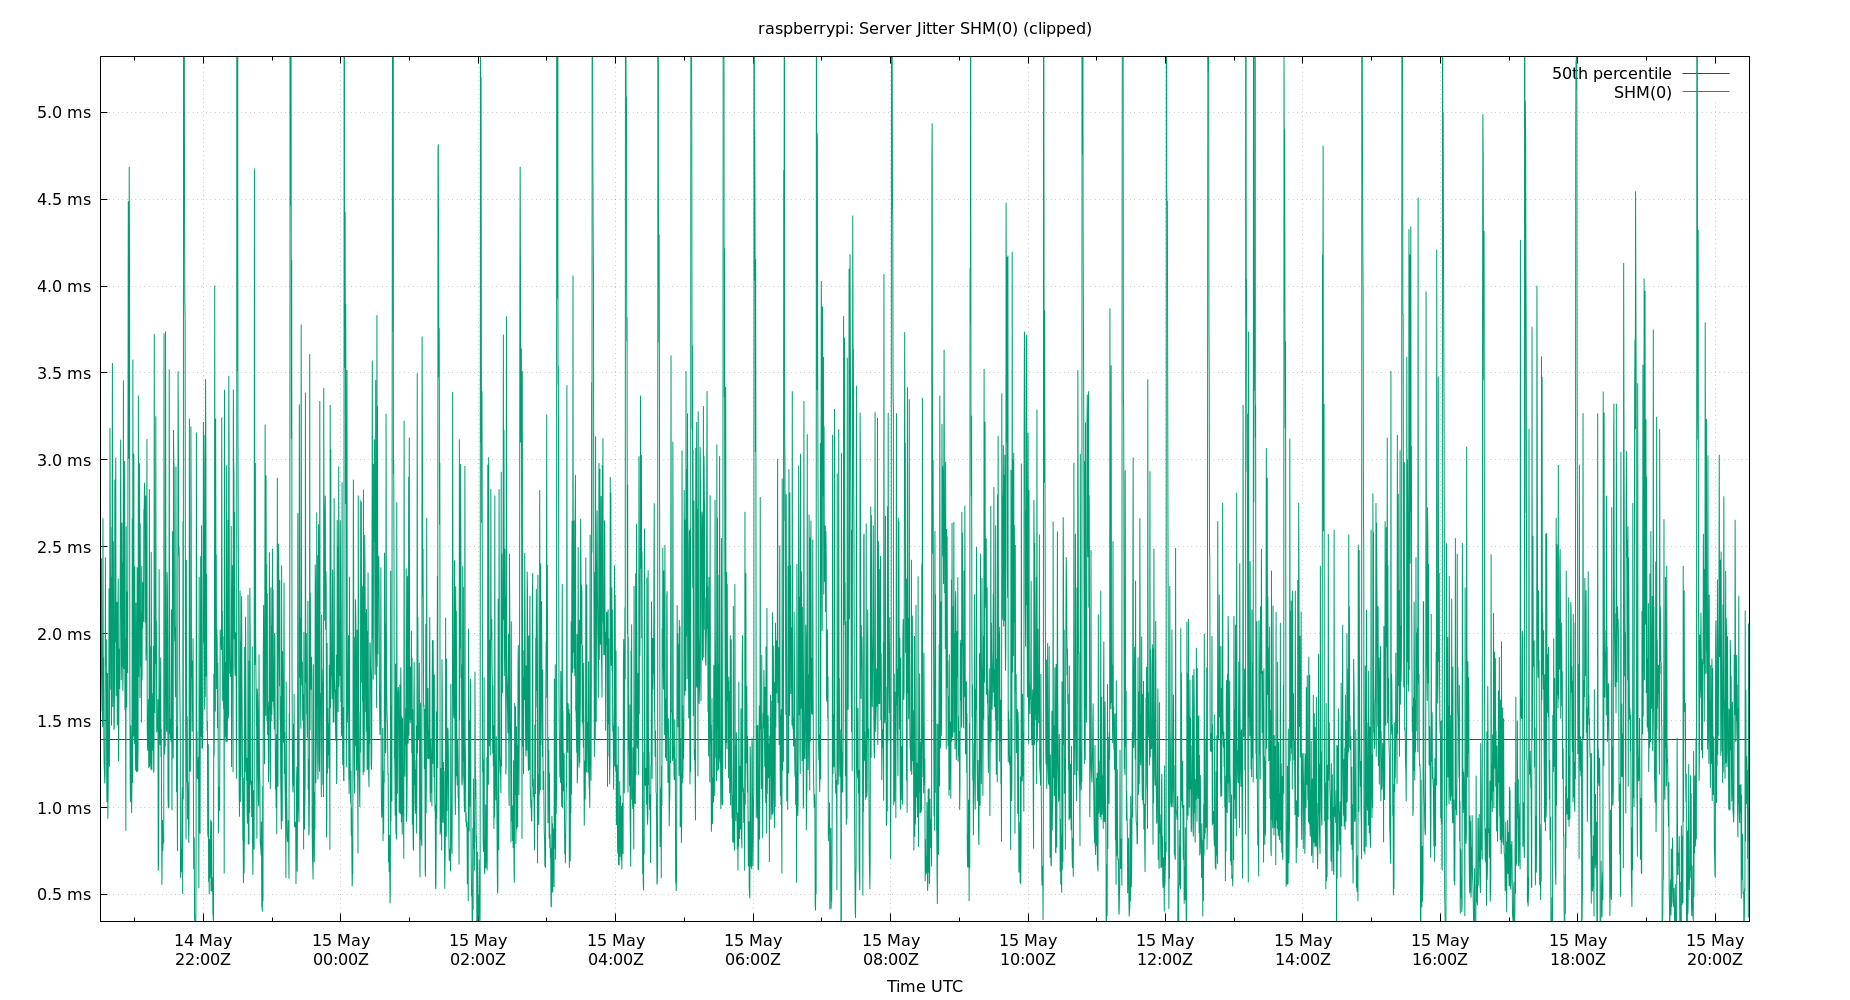 raspberrypi: Server Jitter SHM(0) (clipped)
50th percentile
SHM(0)
5.0 ms
4.5 ms
4.0 ms
3.5 ms
3.0 ms
2.5 ms
2.0 ms
1.5 ms
1.0 ms
0.5 ms
14 May 15 May 15 May 15 May 15 May 15 May 15 May 15 May 15 May 15 May 15 May 15 May
22:00Z 00:00Z 02:00Z 04:00Z 06:00Z 08:00Z 10:00Z 12:00Z 14:00Z 16:00Z 18:00Z 20:00Z
Time UTC